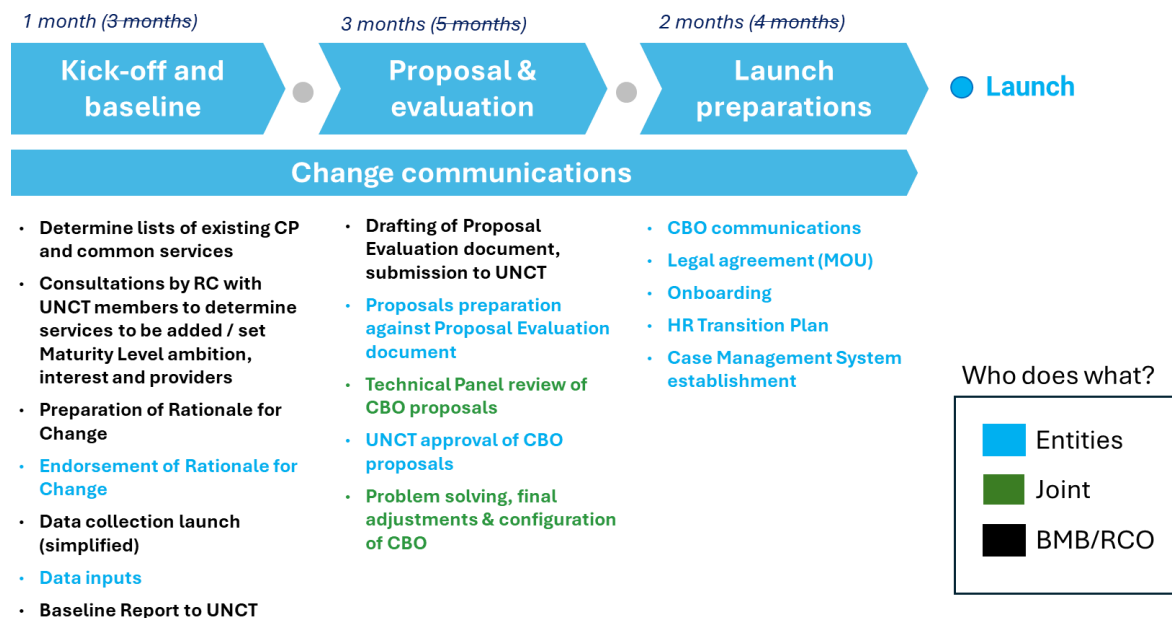 1 month (3 months)
3 months (5 months)
2 months (4 months)
Kick-off and
baseline
Proposal &
evaluation
Launch
preparations
Launch
Change communications
• Determine lists of existing CP
and common services
• Consultations by RC with
UNCT members to determine
services to be added / set
Maturity Level ambition,
interest and providers
• Preparation of Rationale for
Change
• Endorsement of Rationale for
Change
• Data collection launch
(simplified)
• Data inputs
• Baseline Report to UNCT
• Drafting of Proposal
Evaluation document,
submission to UNCT
• Proposals preparation
against Proposal Evaluation
document
• Technical Panel review of
CBO proposals
• UNCT approval of CBO
proposals
• Problem solving, final
adjustments & configuration
of CBO
• CBO communications
• Legal agreement (MOU)
• Onboarding
• HR Transition Plan
• Case Management System
establishment
Who does what?
Entities
Joint
BMB/RCO